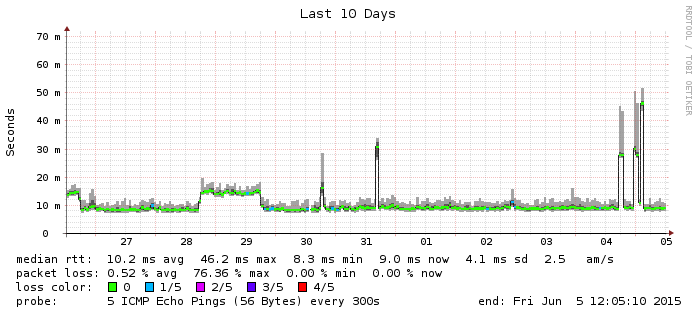 Last 10 Days
RRDTOOL / TOBI OETIKER
Seconds
70 m
60 m
50 m
40 m
30 m
20 m
10 m
0
27 28 29 30 31 01 02 03 04 05
median rtt: 10.2 ms avg 46.2 ms max 8.3 ms min 9.0 ms now 4.1 ms sd 2.5 am/s
packet loss: 0.52 % avg 76.36 % max 0.00 % min 0.00 % now
loss color: 0 1/5 2/5 3/5 4/5
probe: 5 ICMP Echo Pings (56 Bytes) every 300s end: Fri Jun 5 12:05:10 2015